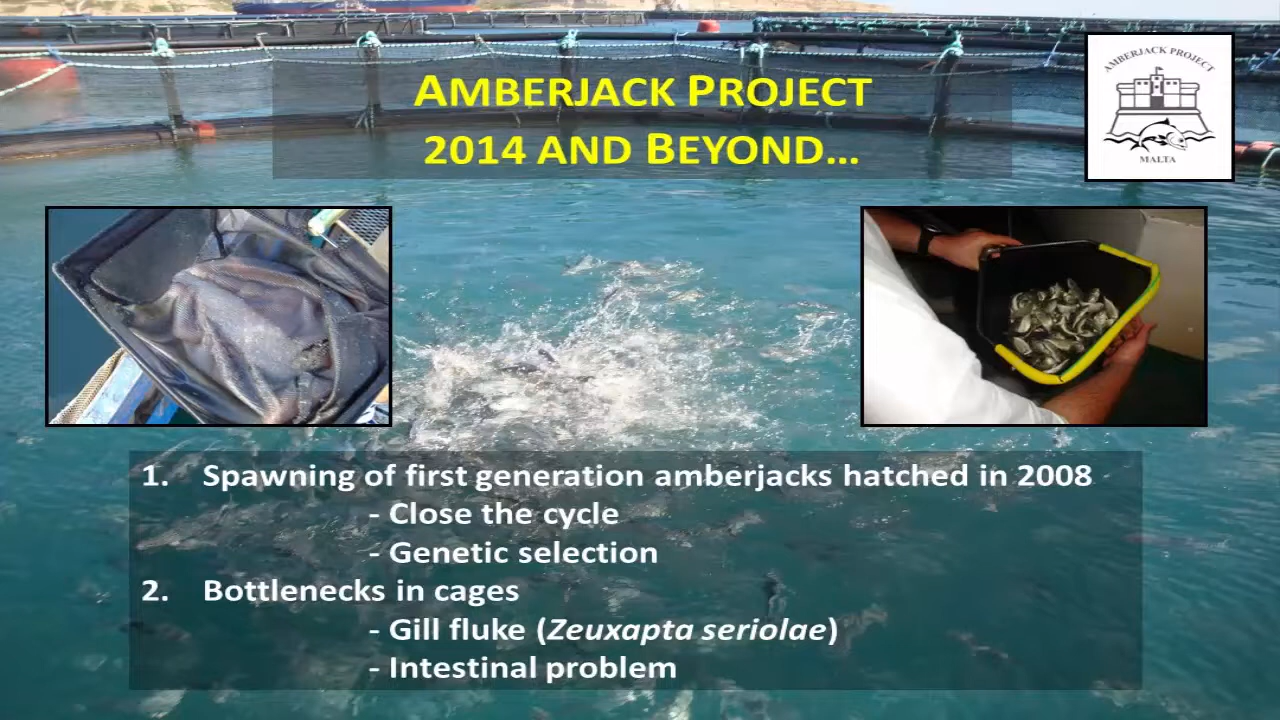 AMBERJACK PROJECT
2014 AND BEYOND...
AMBERJACK PROJECT
MALTA
1. Spawning of first generation amberjacks hatched in 2008
- Close the cycle
- Genetic selection
2. Bottlenecks in cages
- Gill fluke (Zeuxapta seriolae)
- Intestinal problem